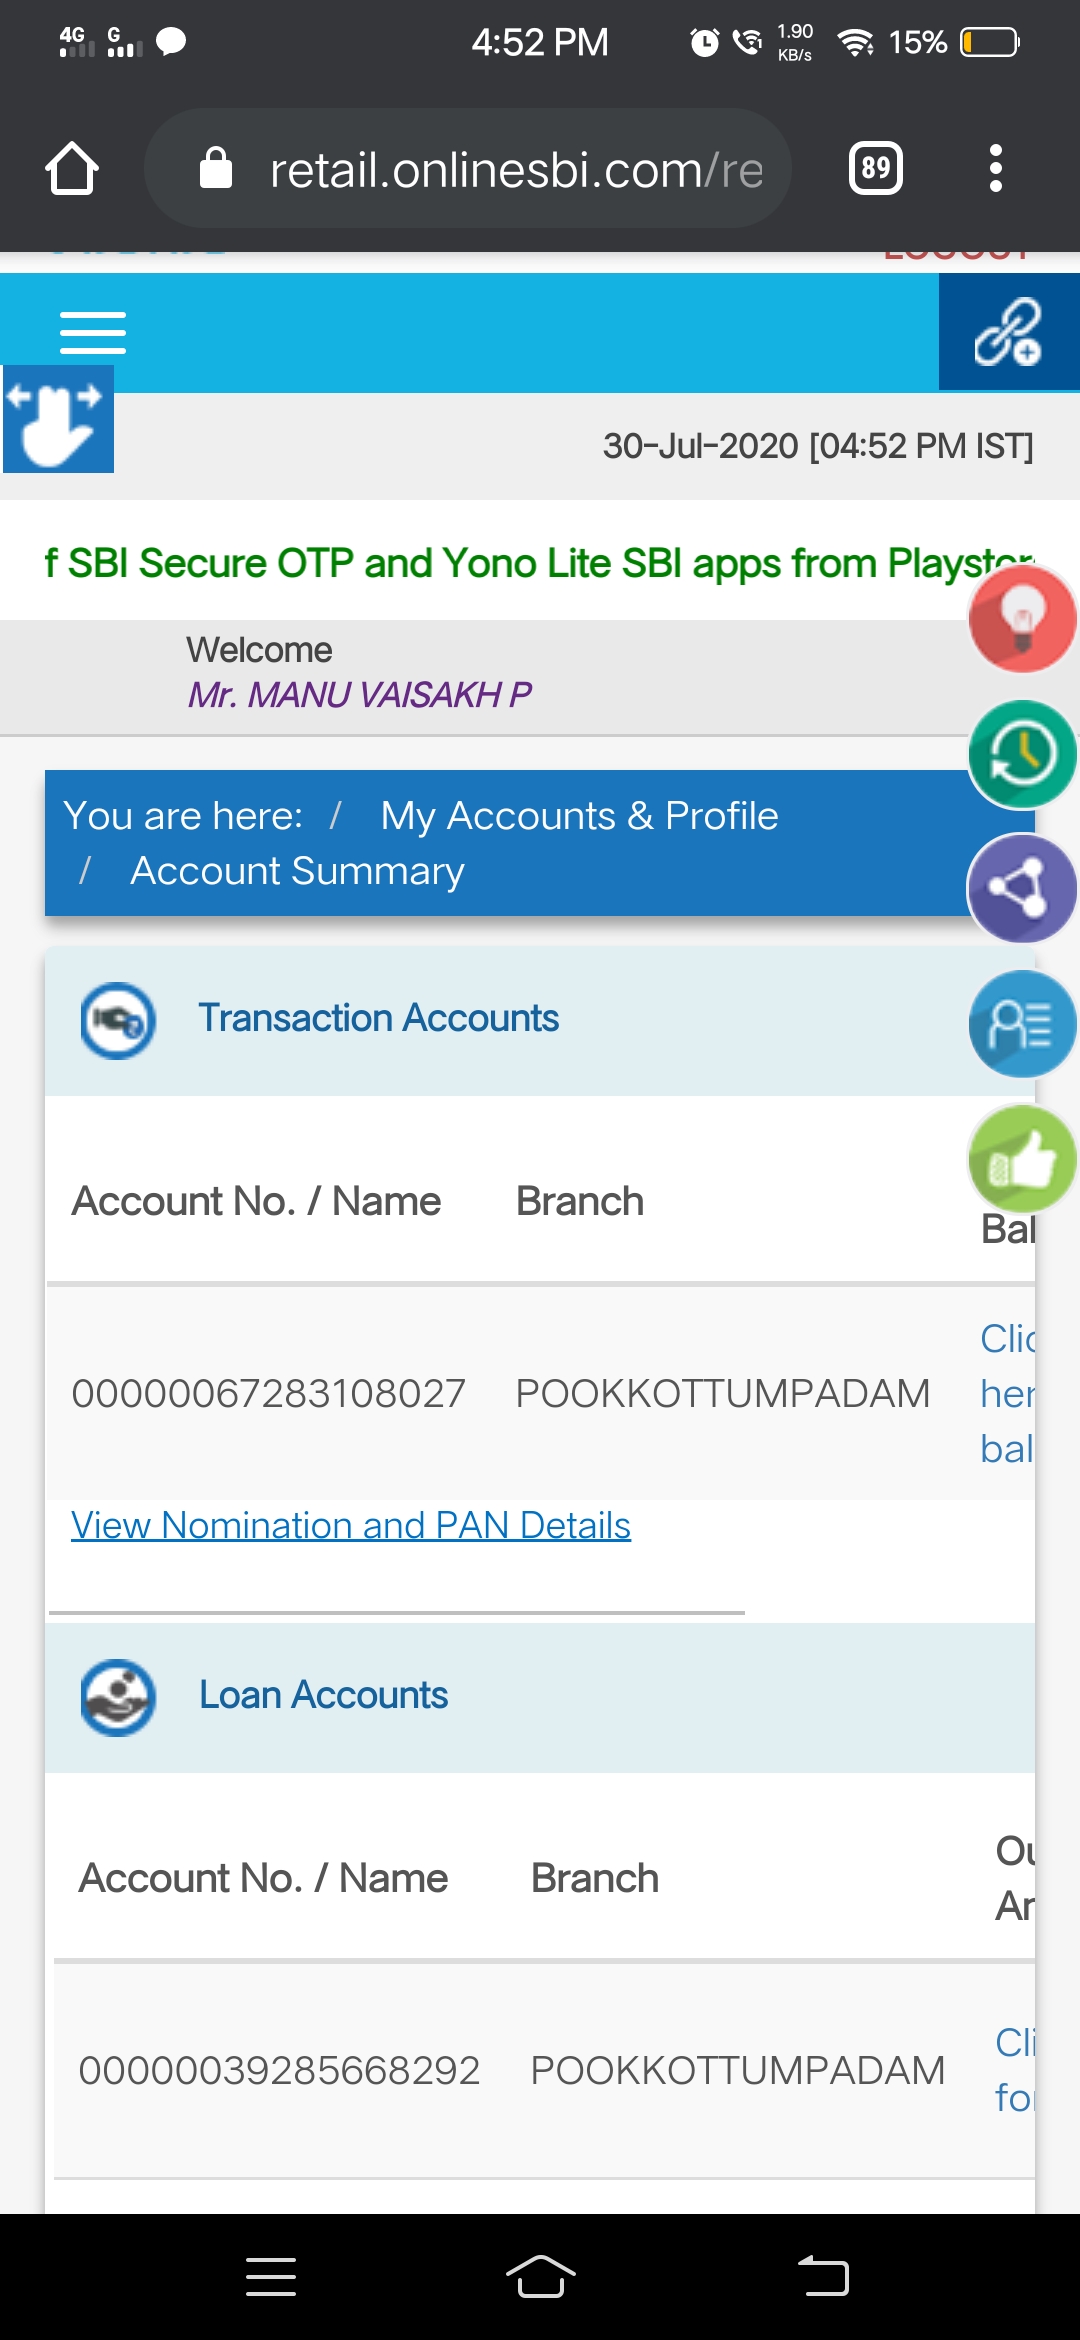 4G G 4:52 PM 1.90 KB/s 15%
retail.onlinesbi.com/re 89
30-Jul-2020 [04:52 PM IST]
f SBI Secure OTP and Yono Lite SBI apps from Playstor
Welcome
Mr. MANU VAISAKH P
You are here: / My Accounts & Profile
/ Account Summary
Transaction Accounts
Account No. / Name Branch
Bal
00000067283108027 POOKKOTTUMPADAM
Clic
her
bal
View Nomination and PAN Details
Loan Accounts
Account No. / Name Branch
Ou
Ar
00000039285668292 POOKKOTTUMPADAM
Cli
for